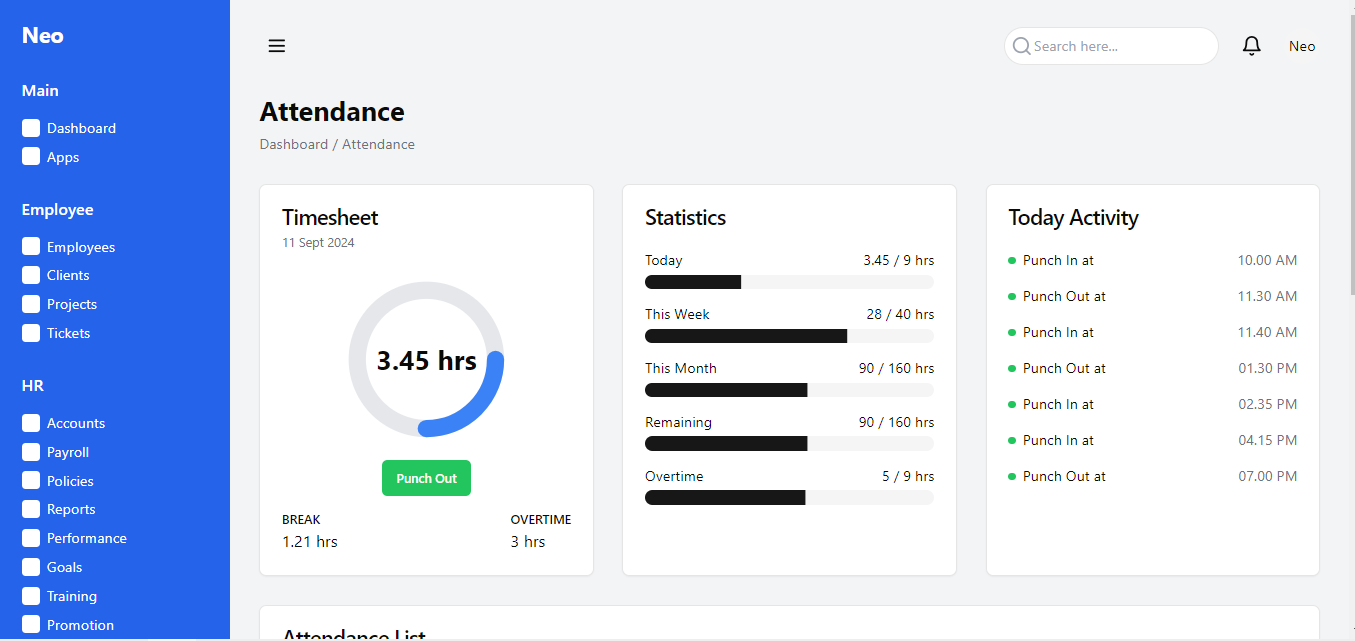 Neo
Main
Dashboard
Apps
Employee
Employees
Clients
Projects
Tickets
HR
Accounts
Payroll
Policies
Reports
Performance
Goals
Training
Promotion
Search here...
Neo
Attendance
Dashboard / Attendance
Timesheet
11 Sept 2024
3.45 hrs
Punch Out
BREAK
OVERTIME
1.21 hrs
3 hrs
Statistics
Today 3.45 / 9 hrs
This Week 28 / 40 hrs
This Month 90 / 160 hrs
Remaining 90 / 160 hrs
Overtime 5 / 9 hrs
Today Activity
Punch In at 10.00 AM
Punch Out at 11.30 AM
Punch In at 11.40 AM
Punch Out at 01.30 PM
Punch In at 02.35 PM
Punch In at 04.15 PM
Punch Out at 07.00 PM
Attendance List